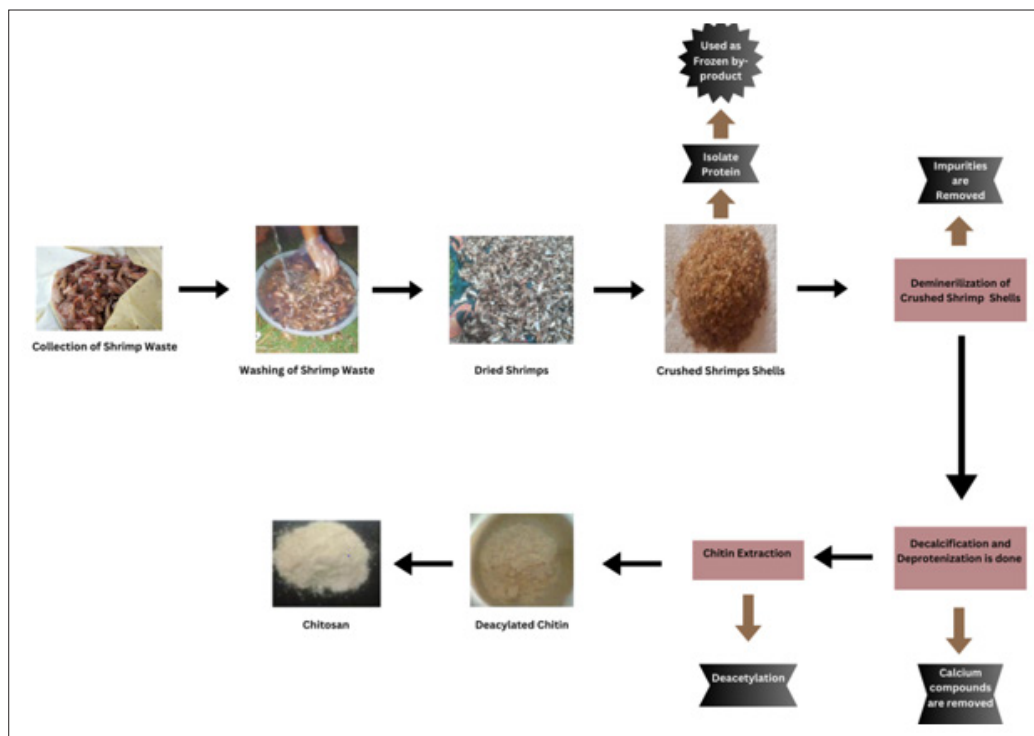 Used as
Frozen by-
product
Isolate
Protein
Impurities
are
Removed
Collection of Shrimp Waste
Washing of Shrimp Waste
Dried Shrimps
Crushed Shrimps Shells
Deminerilization of
Crushed Shrimp Shells
Decalcification and
Deprotenization is done
Calcium
compounds
are removed
Chitin Extraction
Deacetylation
Deacylated Chitin
Chitosan